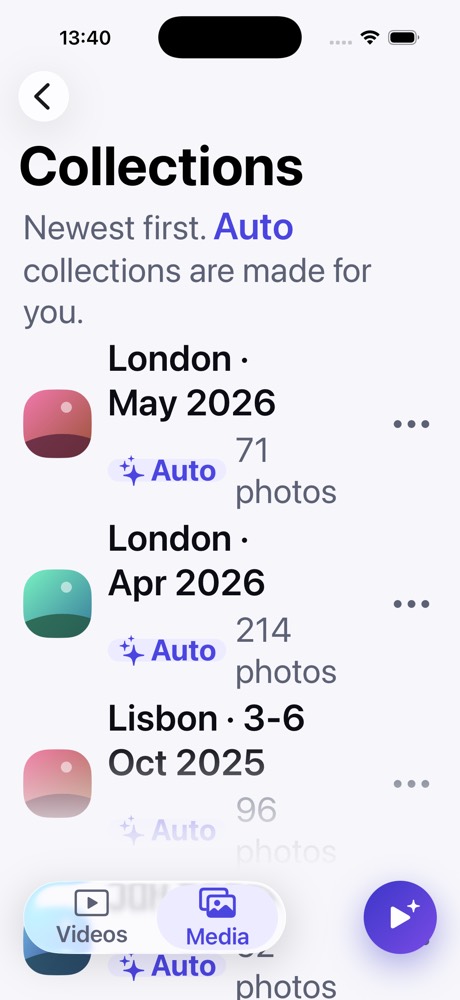 13:40
Collections
Newest first. Auto
collections are made for
you.
London ·
May 2026
Auto
71
photos
London ·
Apr 2026
Auto
214
photos
Lisbon · 3-6
Oct 2025
Auto
96
photos
Videos
Media
Auto
photos